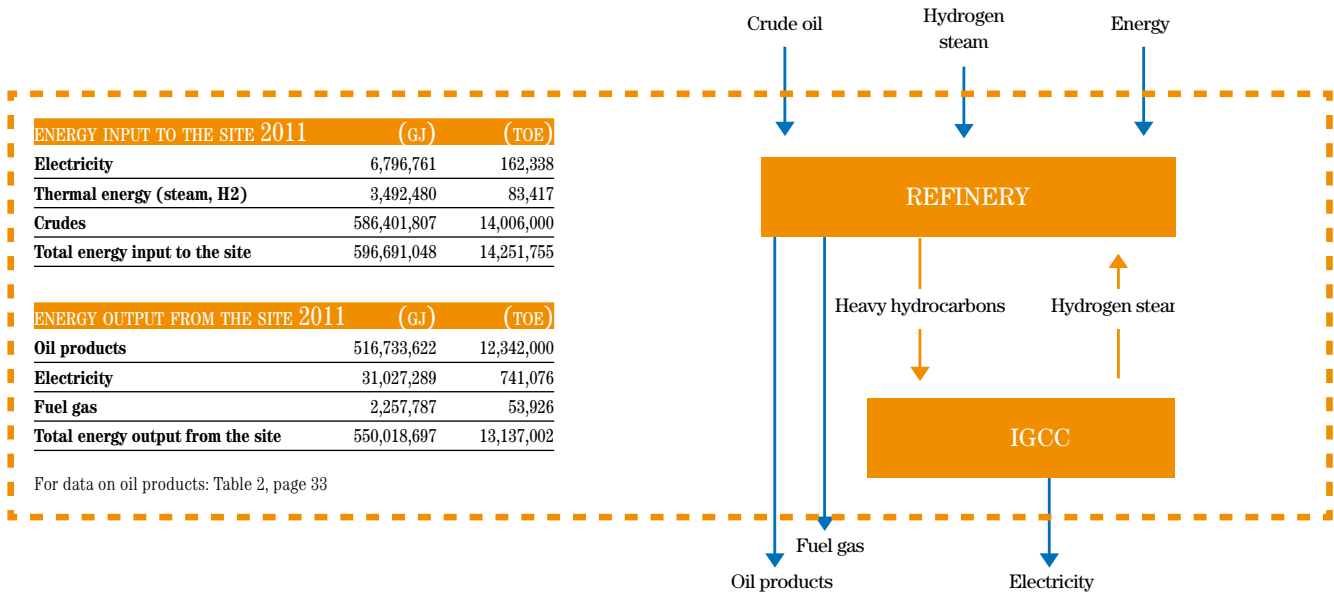 Crude oil
Hydrogen
steam
Energy
ENERGY INPUT TO THE SITE 2011 (GJ) (TOE)
Electricity 6,796,761 162,338
Thermal energy (steam, H2) 3,492,480 83,417
Crudes 586,401,807 14,006,000
Total energy input to the site 596,691,048 14,251,755
REFINERY
ENERGY OUTPUT FROM THE SITE 2011 (GJ) (TOE)
Oil products 516,733,622 12,342,000
Electricity 31,027,289 741,076
Fuel gas 2,257,787 53,926
Total energy output from the site 550,018,697 13,137,002
For data on oil products: Table 2, page 33
Heavy hydrocarbons
Hydrogen stear
IGCC
Fuel gas
Oil products
Electricity